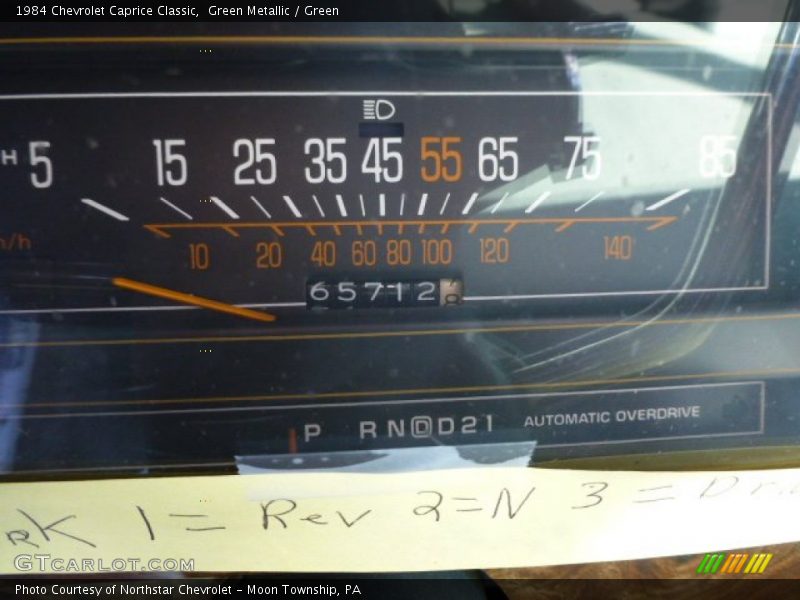 1984 Chevrolet Caprice Classic, Green Metallic / Green
5 15 25 35 45 55 65 75 85
10 20 40 60 80 100 120 140
65712
P R N D D 2 1 AUTOMATIC OVERDRIVE
RK 1 = Rev 2 = N 3 =
GTCarLot.com
Photo Courtesy of Northstar Chevrolet - Moon Township, PA